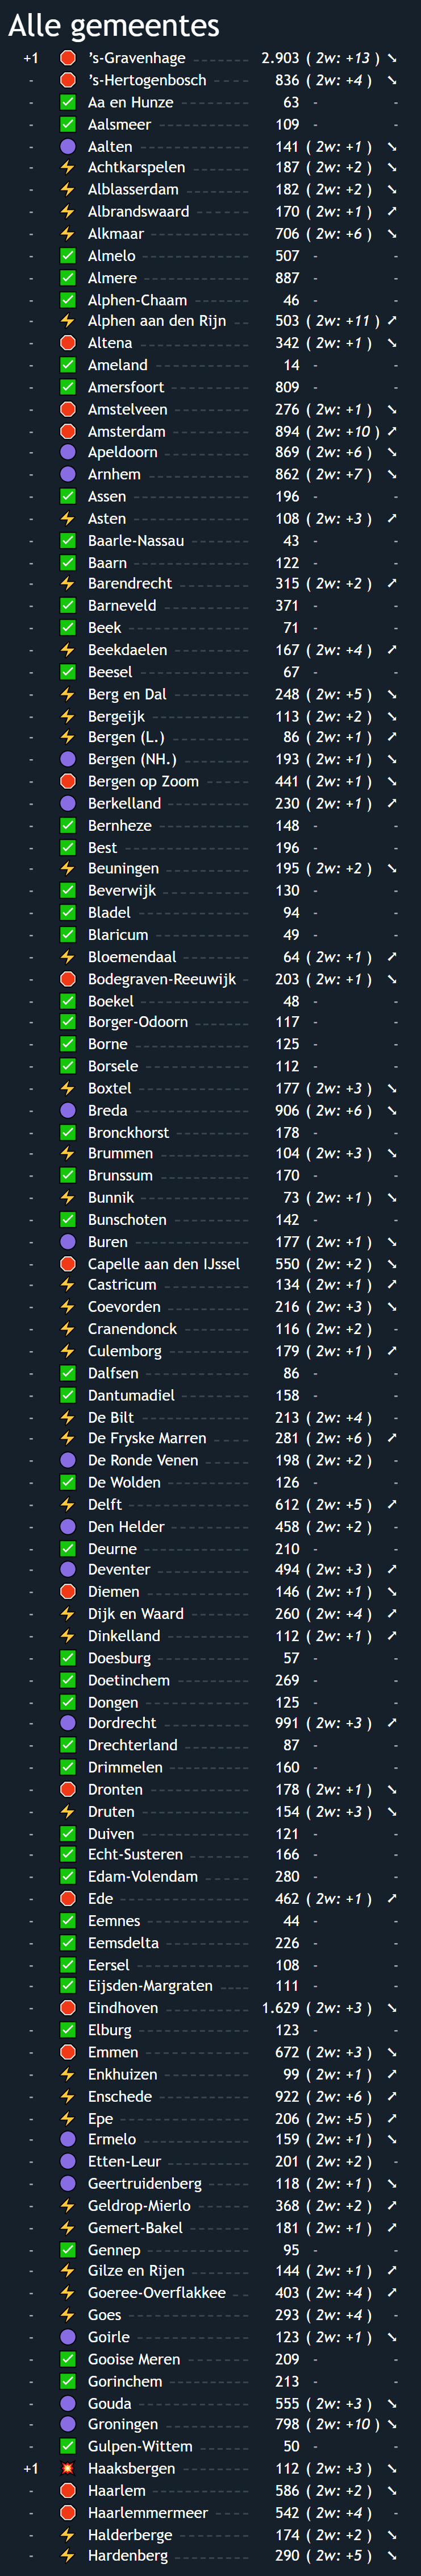 Alle gemeentes
+1 's-Gravenhage 2.903 ( 2w: +13 ) ➘
- 's-Hertogenbosch 836 ( 2w: +4 ) ➘
- Aa en Hunze 63 - -
- Aalsmeer 109 - -
- Aalten 141 ( 2w: +1 ) ➘
- Achtkarspelen 187 ( 2w: +2 ) ➘
- Alblasserdam 182 ( 2w: +2 ) ➘
- Albrandswaard 170 ( 2w: +1 ) ➚
- Alkmaar 706 ( 2w: +6 ) ➘
- Almelo 507 - -
- Almere 887 - -
- Alphen-Chaam 46 - -
- Alphen aan den Rijn 503 ( 2w: +11 ) ➚
- Altena 342 ( 2w: +1 ) ➘
- Ameland 14 - -
- Amersfoort 809 - -
- Amstelveen 276 ( 2w: +1 ) ➘
- Amsterdam 894 ( 2w: +10 ) ➚
- Apeldoorn 869 ( 2w: +6 ) ➘
- Arnhem 862 ( 2w: +7 ) ➘
- Assen 196 - -
- Asten 108 ( 2w: +3 ) ➚
- Baarle-Nassau 43 - -
- Baarn 122 - -
- Barendrecht 315 ( 2w: +2 ) ➚
- Barneveld 371 - -
- Beek 71 - -
- Beekdaelen 167 ( 2w: +4 ) ➚
- Beesel 67 - -
- Berg en Dal 248 ( 2w: +5 ) ➘
- Bergeijk 113 ( 2w: +2 ) ➘
- Bergen (L.) 86 ( 2w: +1 ) ➚
- Bergen (NH.) 193 ( 2w: +1 ) ➘
- Bergen op Zoom 441 ( 2w: +1 ) ➘
- Berkelland 230 ( 2w: +1 ) ➚
- Bernheze 148 - -
- Best 196 - -
- Beuningen 195 ( 2w: +2 ) ➘
- Beverwijk 130 - -
- Bladel 94 - -
- Blaricum 49 - -
- Bloemendaal 64 ( 2w: +1 ) ➚
- Bodegraven-Reeuwijk 203 ( 2w: +1 ) ➘
- Boekel 48 - -
- Borger-Odoorn 117 - -
- Borne 125 - -
- Borsele 112 - -
- Boxtel 177 ( 2w: +3 ) ➘
- Breda 906 ( 2w: +6 ) ➘
- Bronckhorst 178 - -
- Brummen 104 ( 2w: +3 ) ➘
- Brunssum 170 - -
- Bunnik 73 ( 2w: +1 ) ➘
- Bunschoten 142 - -
- Buren 177 ( 2w: +1 ) ➘
- Capelle aan den IJssel 550 ( 2w: +2 ) ➘
- Castricum 134 ( 2w: +1 ) ➚
- Coevorden 216 ( 2w: +3 ) ➘
- Cranendonck 116 ( 2w: +2 ) -
- Culemborg 179 ( 2w: +1 ) ➚
- Dalfsen 86 - -
- Dantumadiel 158 - -
- De Bilt 213 ( 2w: +4 ) -
- De Fryske Marren 281 ( 2w: +6 ) ➚
- De Ronde Venen 198 ( 2w: +2 ) -
- De Wolden 126 - -
- Delft 612 ( 2w: +5 ) ➚
- Den Helder 458 ( 2w: +2 ) -
- Deurne 210 - -
- Deventer 494 ( 2w: +3 ) ➚
- Diemen 146 ( 2w: +1 ) ➘
- Dijk en Waard 260 ( 2w: +4 ) ➚
- Dinkelland 112 ( 2w: +1 ) ➚
- Doesburg 57 - -
- Doetinchem 269 - -
- Dongen 125 - -
- Dordrecht 991 ( 2w: +3 ) ➚
- Drechterland 87 - -
- Drimmelen 160 - -
- Dronten 178 ( 2w: +1 ) ➘
- Druten 154 ( 2w: +3 ) ➘
- Duiven 121 - -
- Echt-Susteren 166 - -
- Edam-Volendam 280 - -
- Ede 462 ( 2w: +1 ) ➚
- Eemnes 44 - -
- Eemsdelta 226 - -
- Eersel 108 - -
- Eijsden-Margraten 111 - -
- Eindhoven 1.629 ( 2w: +3 ) ➘
- Elburg 123 - -
- Emmen 672 ( 2w: +3 ) ➘
- Enkhuizen 99 ( 2w: +1 ) ➚
- Enschede 922 ( 2w: +6 ) ➚
- Epe 206 ( 2w: +5 ) ➚
- Ermelo 159 ( 2w: +1 ) ➘
- Etten-Leur 201 ( 2w: +2 ) -
- Geertruidenberg 118 ( 2w: +1 ) ➘
- Geldrop-Mierlo 368 ( 2w: +2 ) ➚
- Gemert-Bakel 181 ( 2w: +1 ) ➚
- Gennep 95 - -
- Gilze en Rijen 144 ( 2w: +1 ) ➚
- Goeree-Overflakkee 403 ( 2w: +4 ) ➚
- Goes 293 ( 2w: +4 ) -
- Goirle 123 ( 2w: +1 ) ➘
- Gooise Meren 209 - -
- Gorinchem 213 - -
- Gouda 555 ( 2w: +3 ) ➘
- Groningen 798 ( 2w: +10 ) ➘
- Gulpen-Wittem 50 - -
+1 Haaksbergen 112 ( 2w: +3 ) ➘
- Haarlem 586 ( 2w: +2 ) ➘
- Haarlemmermeer 542 ( 2w: +4 ) -
- Halderberge 174 ( 2w: +2 ) ➘
- Hardenberg 290 ( 2w: +5 ) ➘